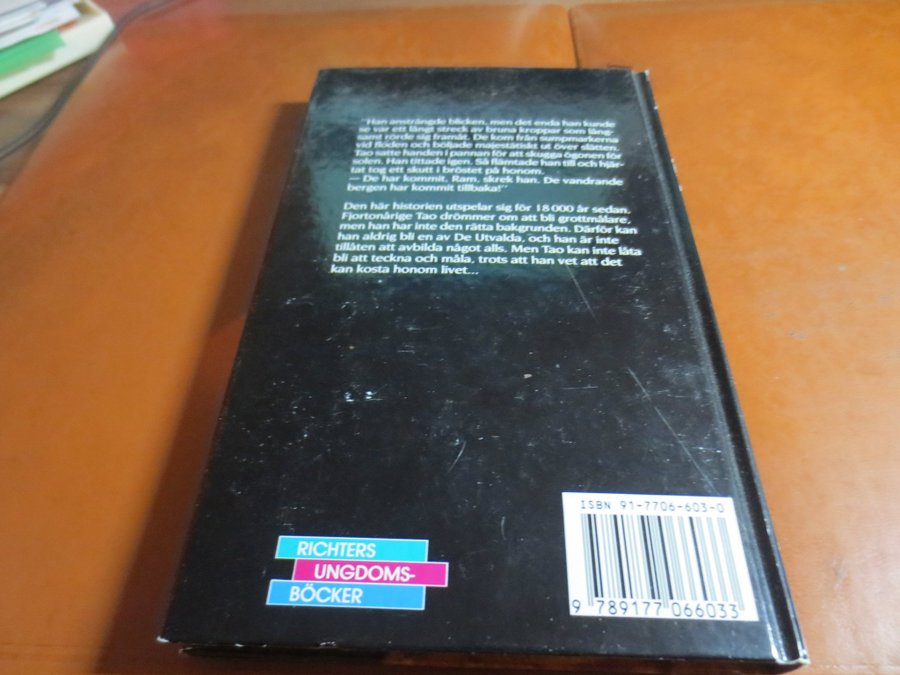 "Han ansträngde blicken, men det enda han kunde
se var ett långt streck av bruna kroppar som lång-
samt rörde sig framåt. De kom från sumpmarkerna
vid floden och böljade majestätiskt ut över slätten.
Tao satte handen i pannan för att skugga ögonen för
solen. Han tittade igen. Så flämtade han till och hjär-
tat tog ett skutt i bröstet på honom.
— De har kommit. Ram, skrek han. De vandrande
bergen har kommit tillbaka!"
Den här historien utspelar sig för 18 000 år sedan.
Fjortonårige Tao drömmer om att bli grottmålare,
men han har inte den rätta bakgrunden. Därför kan
han aldrig bli en av De Utvalda, och han är inte
tillåten att avbilda något alls. Men Tao kan inte låta
bli att teckna och måla, trots att han vet att det
kan kosta honom livet...
ISBN 91-7706-603-0
9 789177 066033
RICHTERS
UNGDOMS-
BÖCKER